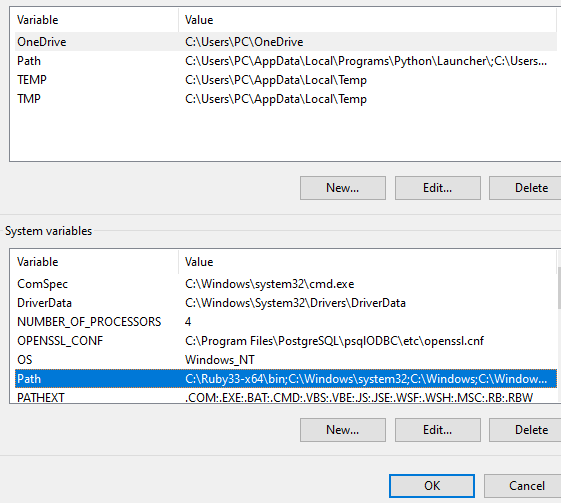 Variable Value
OneDrive C:\Users\PC\OneDrive
Path C:\Users\PC\AppData\Local\Programs\Python\Launcher\;C:\Users...
TEMP C:\Users\PC\AppData\Local\Temp
TMP C:\Users\PC\AppData\Local\Temp
New... Edit... Delete
System variables
Variable Value
ComSpec C:\Windows\system32\cmd.exe
DriverData C:\Windows\System32\Drivers\DriverData
NUMBER_OF_PROCESSORS 4
OPENSSL_CONF C:\Program Files\PostgreSQL\psqlODBC\etc\openssl.cnf
OS Windows_NT
Path C:\Ruby33-x64\bin;C:\Windows\system32;C:\Windows;C:\Window...
PATHEXT .COM;.EXE;.BAT;.CMD;.VBS;.VBE;.JS;.JSE;.WSF;.WSH;.MSC;.RB;.RBW
New... Edit... Delete
OK Cancel